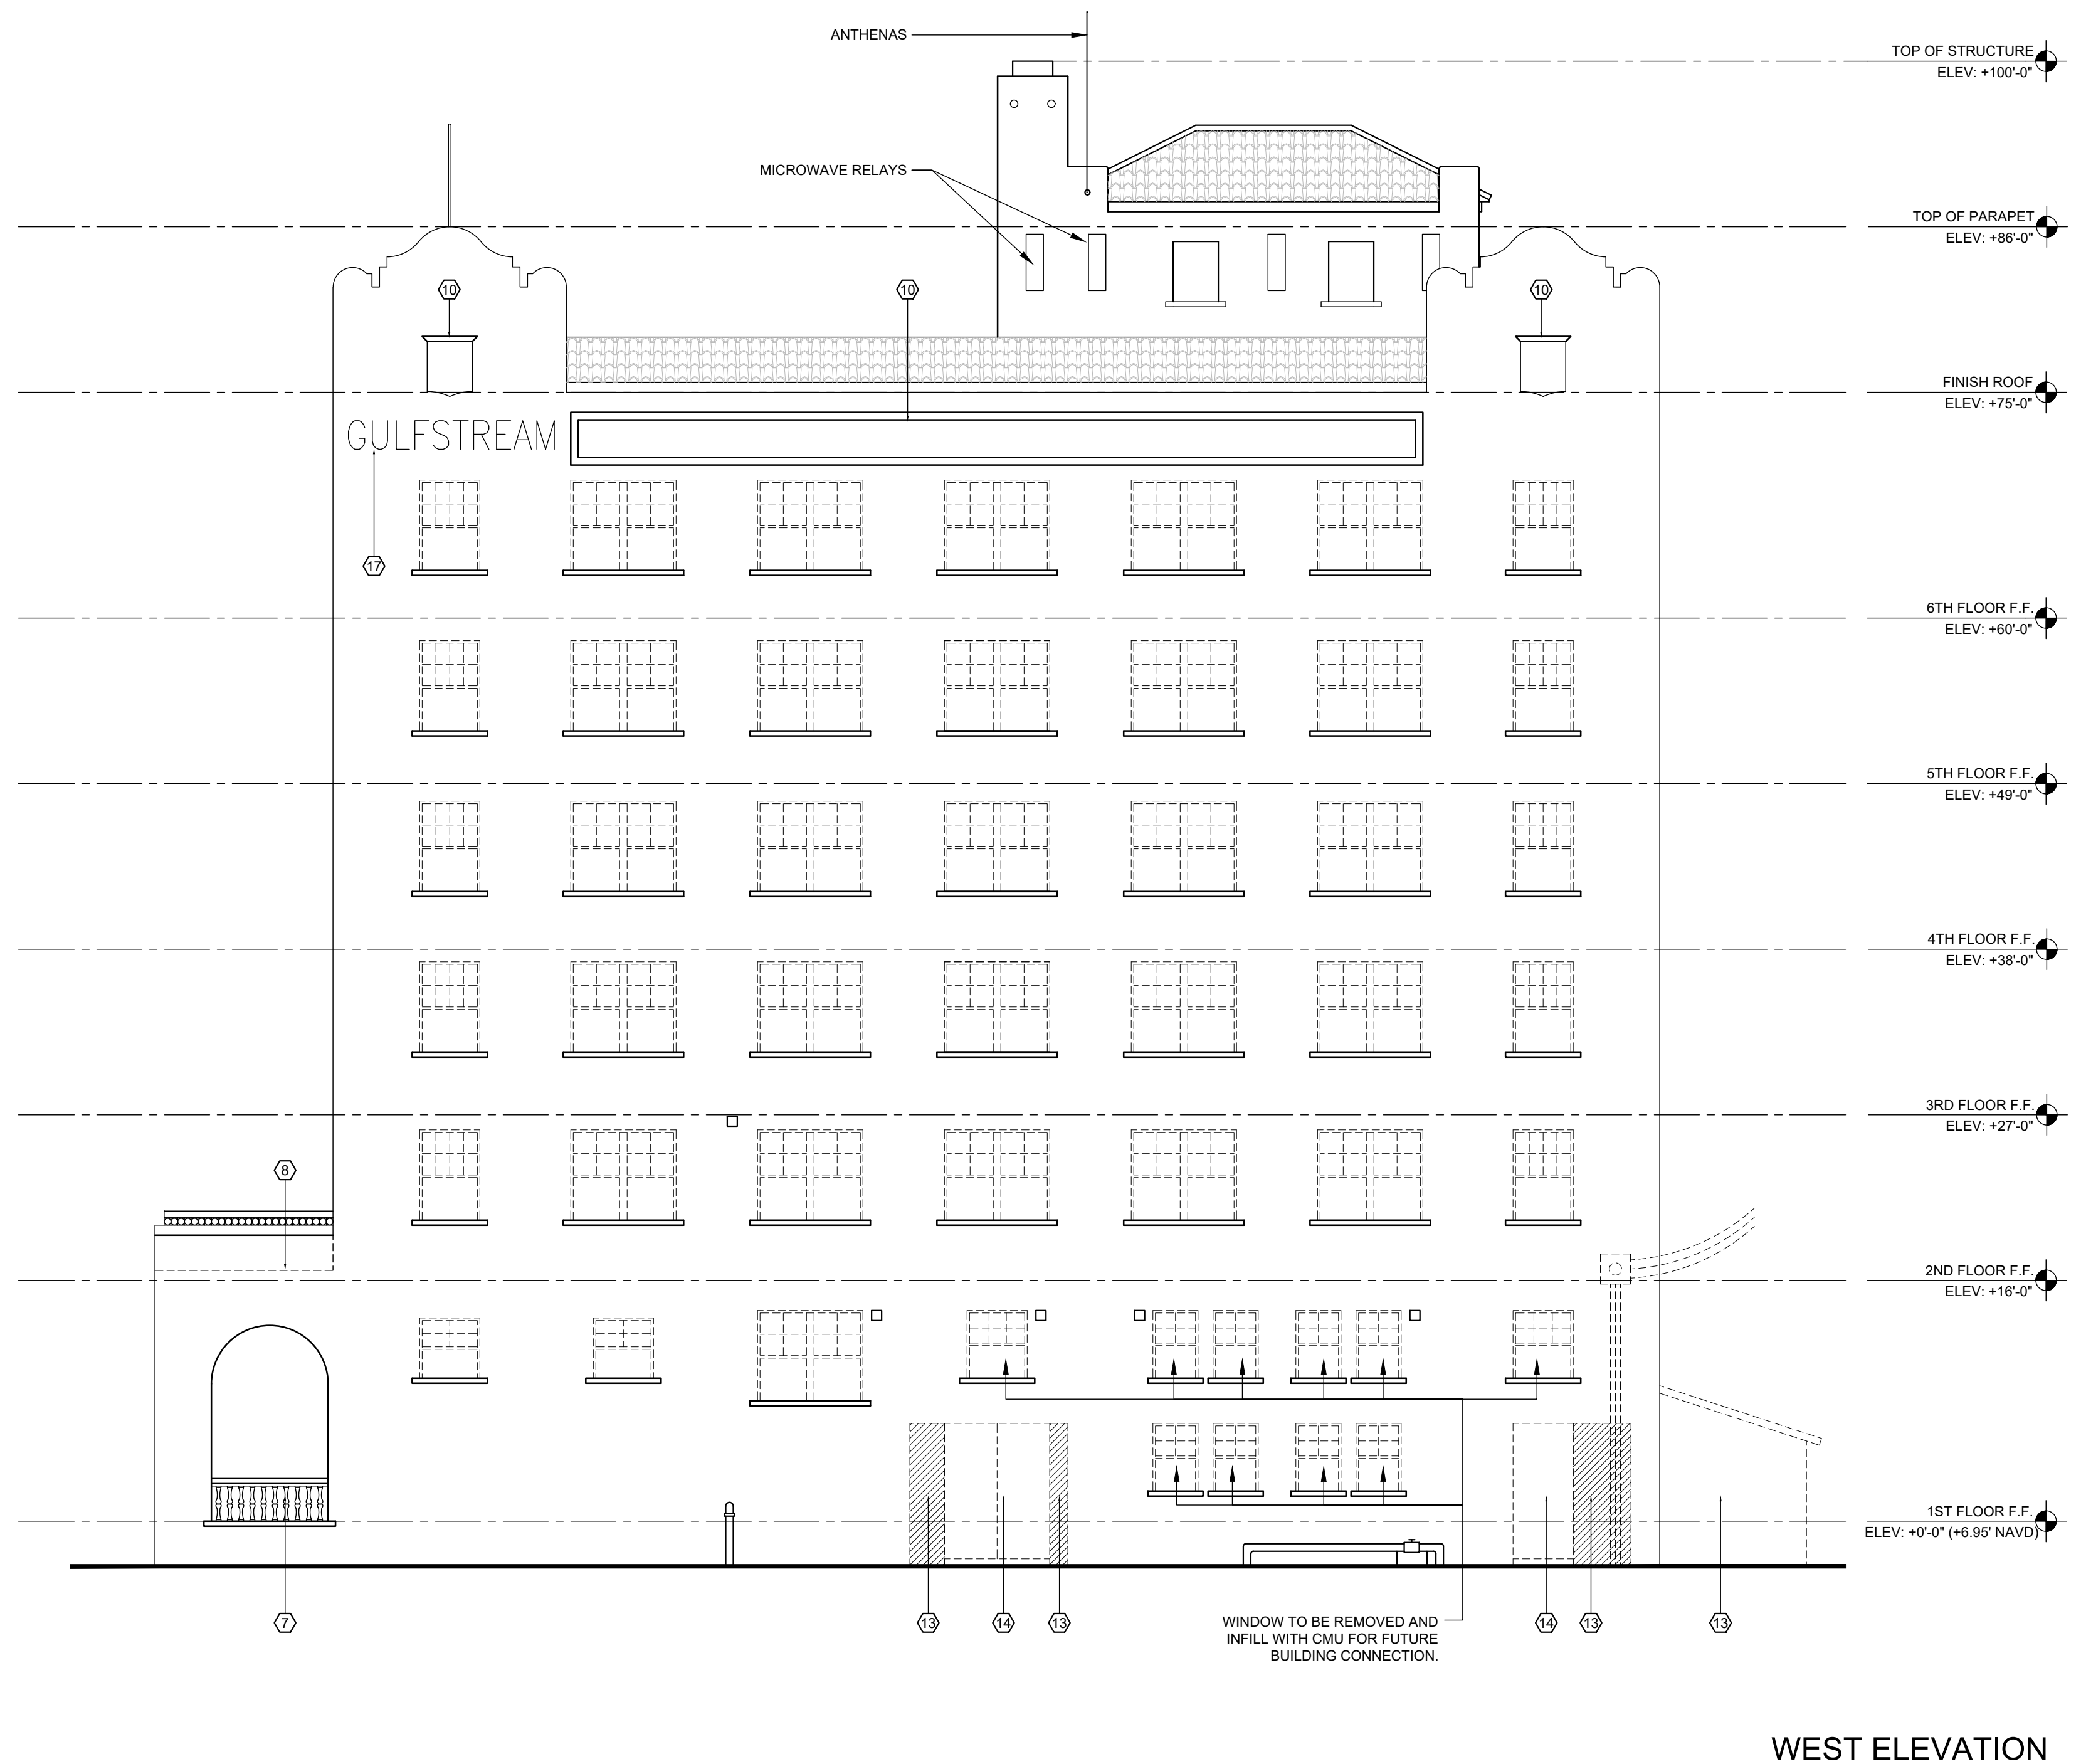 ANTHENAS
TOP OF STRUCTURE
ELEV: +100'-0"
MICROWAVE RELAYS
TOP OF PARAPET
ELEV: +86'-0"
10
10
10
FINISH ROOF
ELEV: +75'-0"
GULFSTREAM
17
6TH FLOOR F.F.
ELEV: +60'-0"
5TH FLOOR F.F.
ELEV: +49'-0"
4TH FLOOR F.F.
ELEV: +38'-0"
3RD FLOOR F.F.
ELEV: +27'-0"
8
2ND FLOOR F.F.
ELEV: +16'-0"
1ST FLOOR F.F.
ELEV: +0'-0" (+6.95' NAVD)
7
13
14
13
WINDOW TO BE REMOVED AND
INFILL WITH CMU FOR FUTURE
BUILDING CONNECTION.
14
13
13
WEST ELEVATION